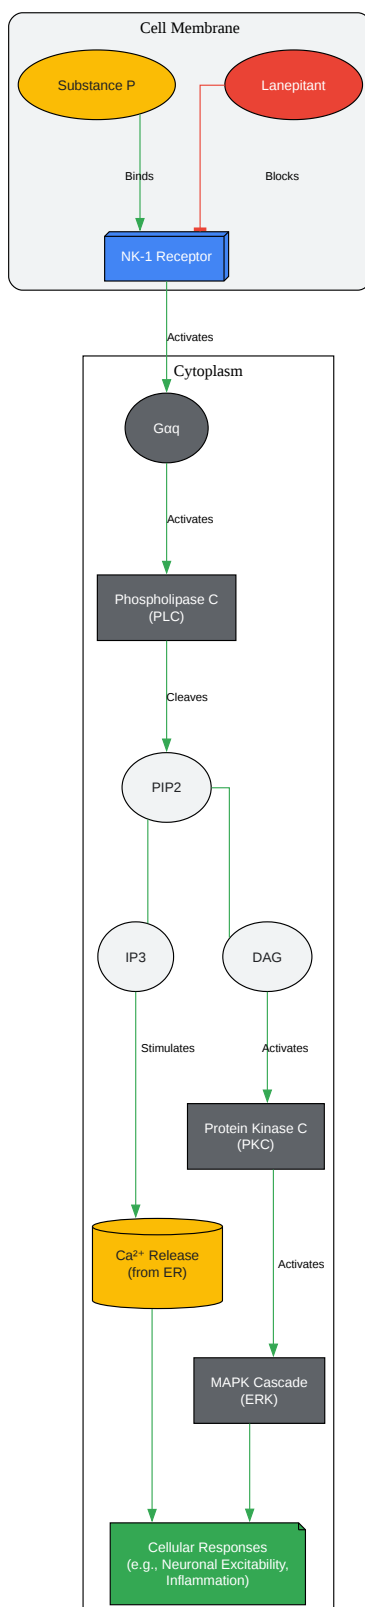 Cell Membrane
Substance P
Lanepitant
Binds
Blocks
NK-1 Receptor
Activates
Cytoplasm
Gαq
Activates
Phospholipase C
(PLC)
Cleaves
PIP2
IP3
DAG
Stimulates
Activates
Protein Kinase C
(PKC)
Ca²⁺ Release
(from ER)
Activates
MAPK Cascade
(ERK)
Cellular Responses
(e.g., Neuronal Excitability,
Inflammation)